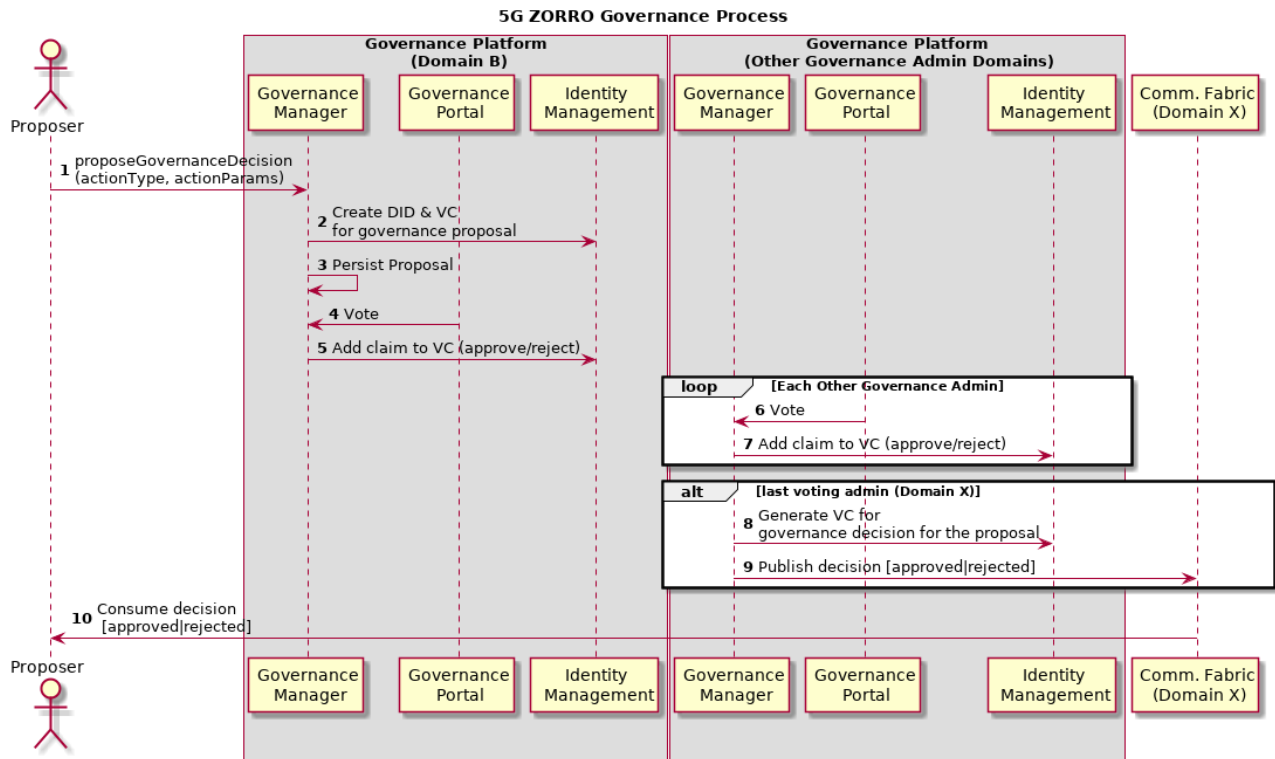 5G ZORRO Governance Process
Governance Platform
(Domain B)
Governance Platform
(Other Governance Admin Domains)
Proposer
Governance
Manager
Governance
Portal
Identity
Management
Governance
Manager
Governance
Portal
Identity
Management
Comm. Fabric
(Domain X)
1 proposeGovernanceDecision
(actionType, actionParams)
2 Create DID & VC
for governance proposal
3 Persist Proposal
4 Vote
5 Add claim to VC (approve/reject)
loop [Each Other Governance Admin]
6 Vote
7 Add claim to VC (approve/reject)
alt [last voting admin (Domain X)]
8 Generate VC for
governance decision for the proposal
9 Publish decision [approved|rejected]
10 Consume decision
[approved|rejected]
Proposer
Governance
Manager
Governance
Portal
Identity
Management
Governance
Manager
Governance
Portal
Identity
Management
Comm. Fabric
(Domain X)